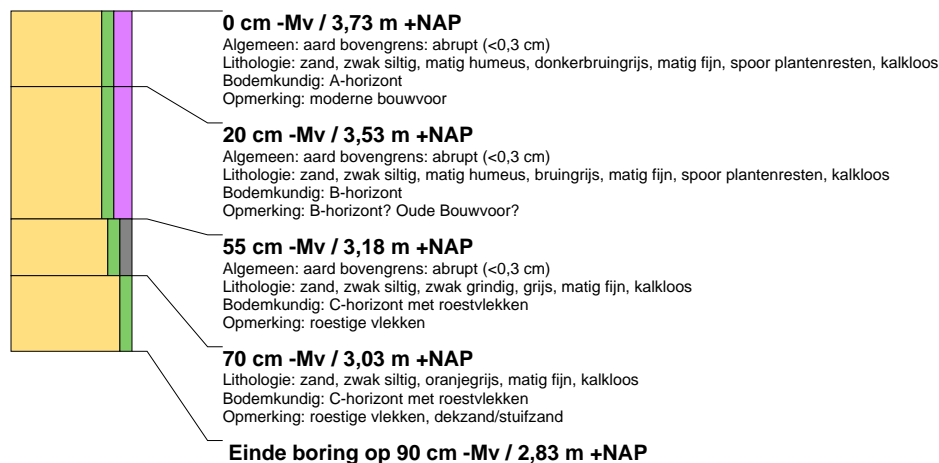 0 cm -Mv / 3,73 m +NAP
Algemeen: aard bovengrens: abrupt (<0,3 cm)
Lithologie: zand, zwak siltig, matig humeus, donkerbruingrijs, matig fijn, spoor plantenresten, kalkloos
Bodemkundig: A-horizont
Opmerking: moderne bouwvoor
20 cm -Mv / 3,53 m +NAP
Algemeen: aard bovengrens: abrupt (<0,3 cm)
Lithologie: zand, zwak siltig, matig humeus, bruingrijs, matig fijn, spoor plantenresten, kalkloos
Bodemkundig: B-horizont
Opmerking: B-horizont? Oude Bouwvoor?
55 cm -Mv / 3,18 m +NAP
Algemeen: aard bovengrens: abrupt (<0,3 cm)
Lithologie: zand, zwak siltig, zwak grindig, grijs, matig fijn, kalkloos
Bodemkundig: C-horizont met roestvlekken
Opmerking: roestige vlekken
70 cm -Mv / 3,03 m +NAP
Lithologie: zand, zwak siltig, oranjegrijs, matig fijn, kalkloos
Bodemkundig: C-horizont met roestvlekken
Opmerking: roestige vlekken, dekzand/stuifzand
Einde boring op 90 cm -Mv / 2,83 m +NAP